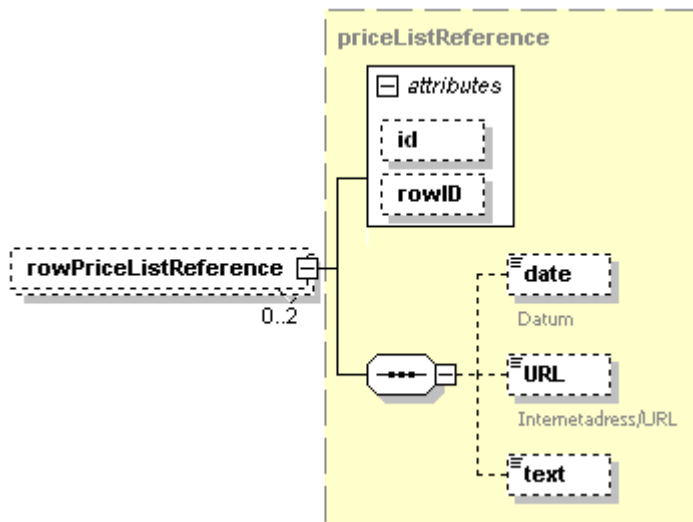 priceListReference
attributes
id
rowID
rowPriceListReference
0..2
date
Datum
URL
Internetadress/URL
text